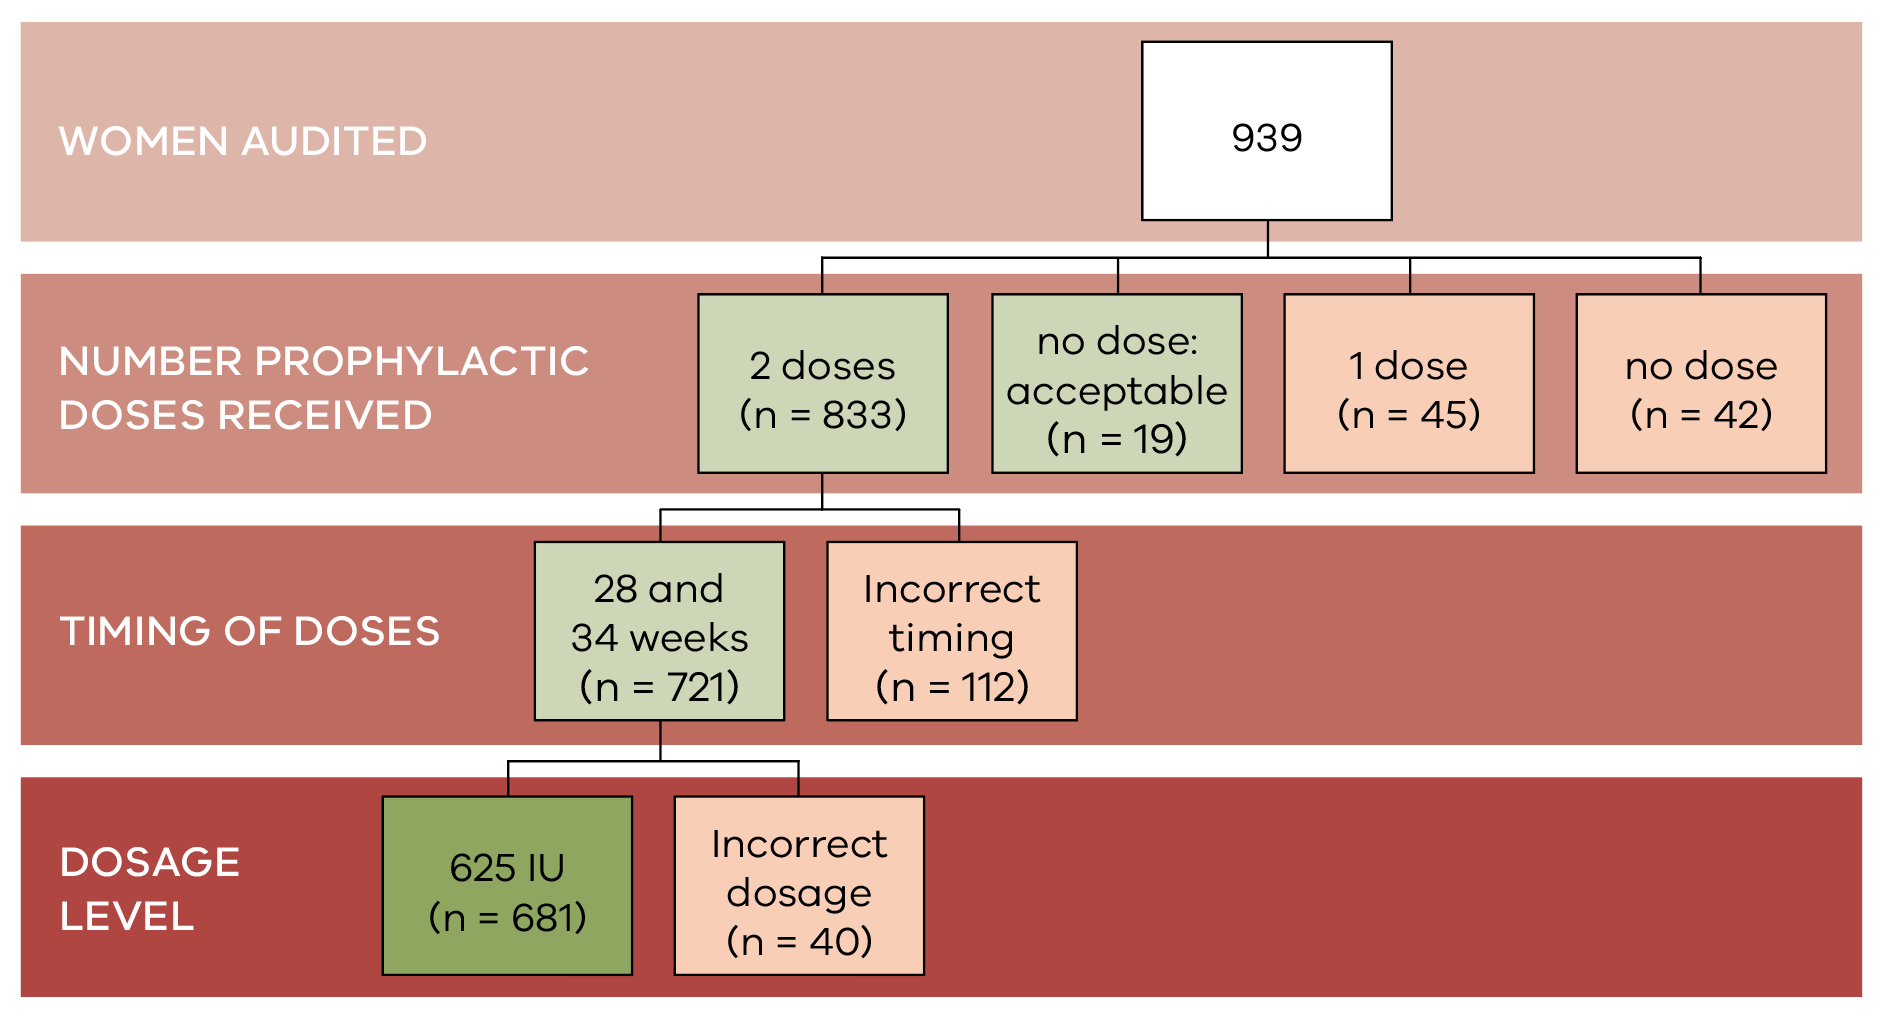 WOMEN AUDITED
939
NUMBER PROPHYLACTIC
DOSES RECEIVED
2 doses
(n = 833)
no dose:
acceptable
(n = 19)
1 dose
(n = 45)
no dose
(n = 42)
TIMING OF DOSES
28 and
34 weeks
(n = 721)
Incorrect
timing
(n = 112)
DOSAGE
LEVEL
625 IU
(n = 681)
Incorrect
dosage
(n = 40)